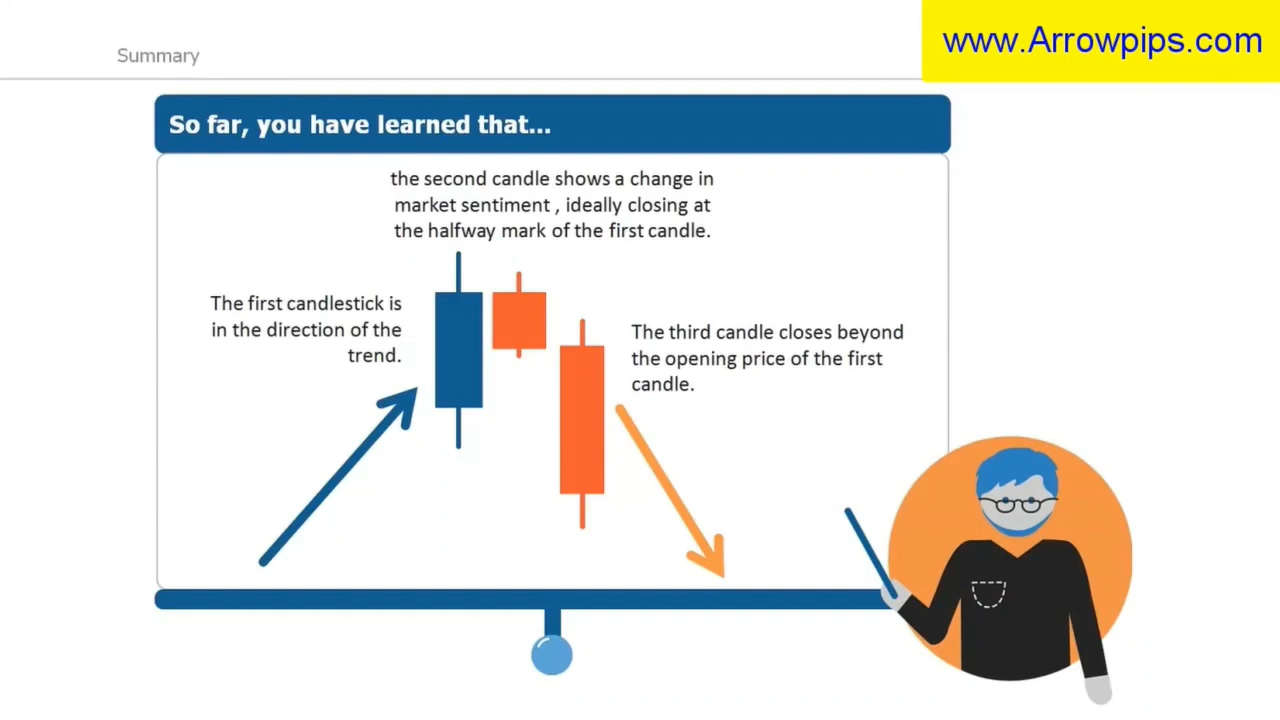 Summary
www.Arrowpips.com
So far, you have learned that...
the second candle shows a change in
market sentiment , ideally closing at
the halfway mark of the first candle.
The first candlestick is
in the direction of the
trend.
The third candle closes beyond
the opening price of the first
candle.